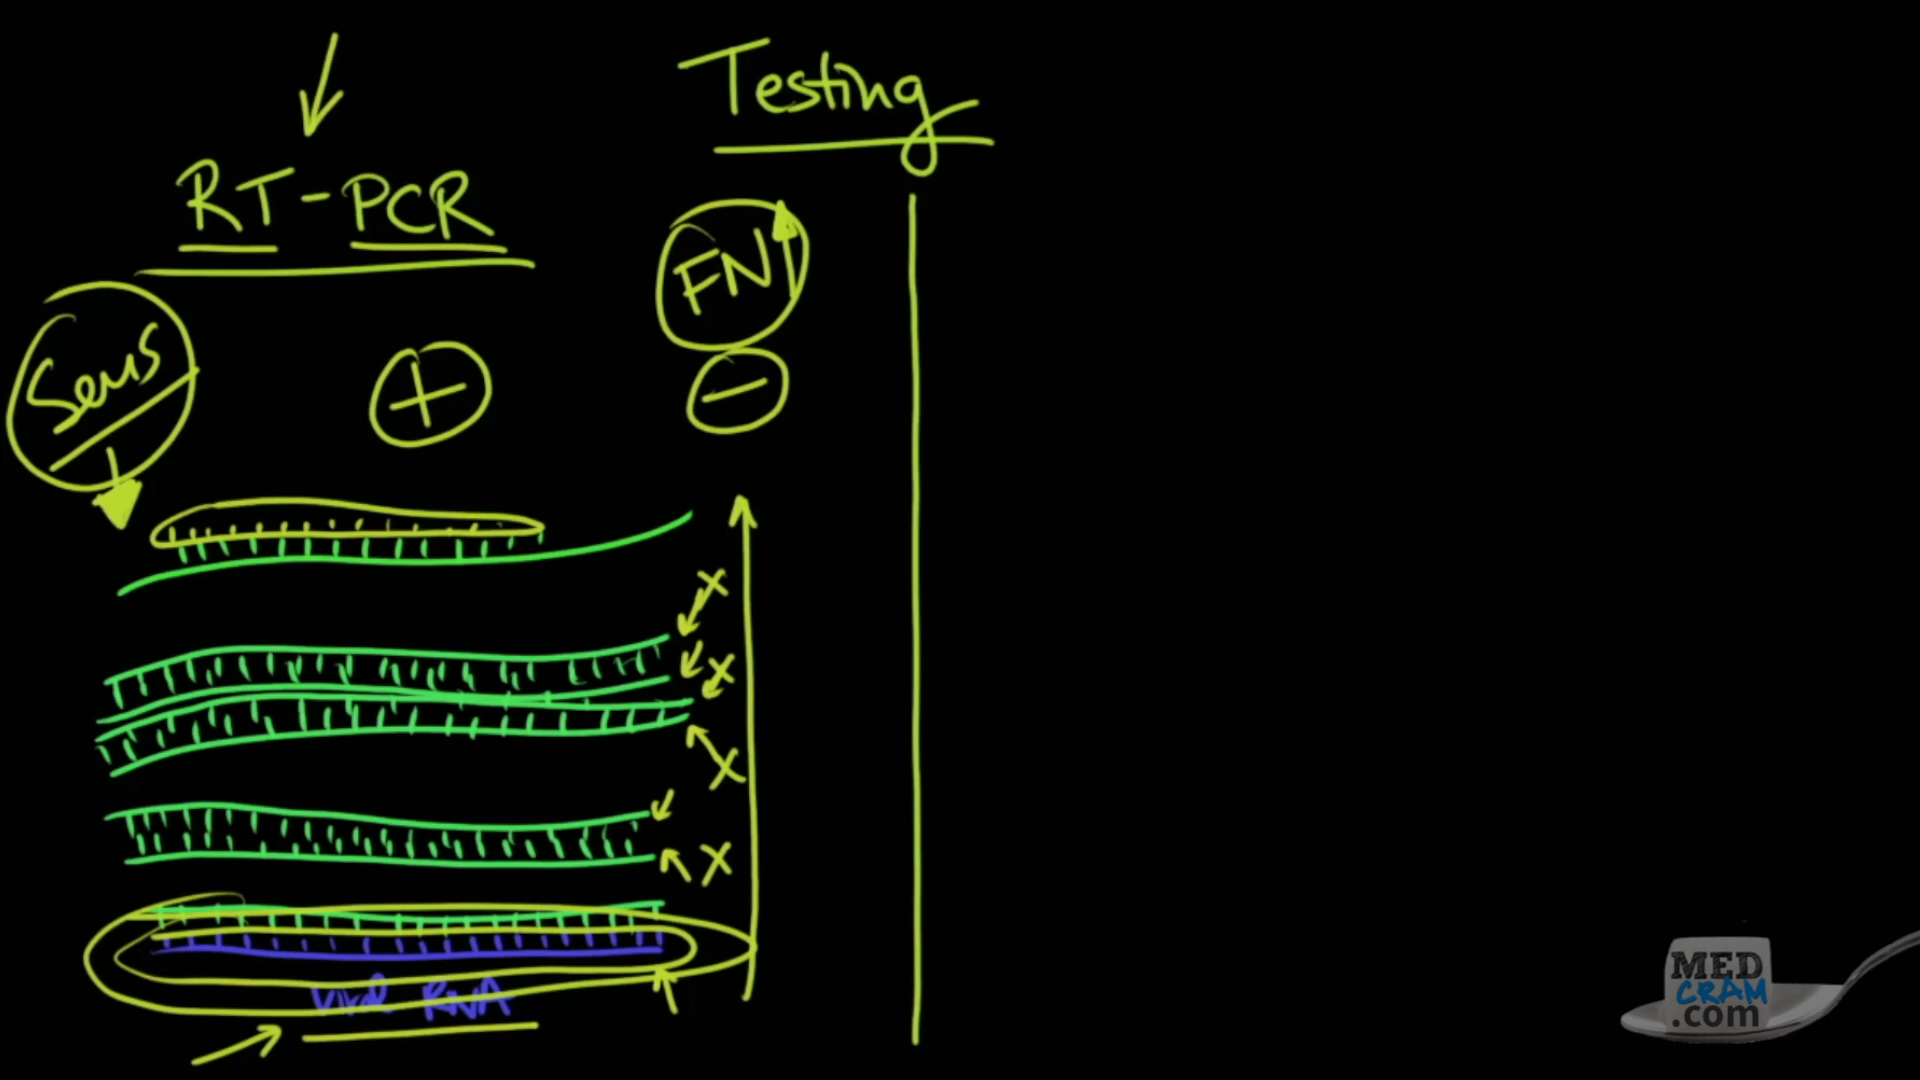 Testing
RT-PCR
FN
Sens
+
-
X
X
X
X
Viral RNA
MED
CRAM
.com